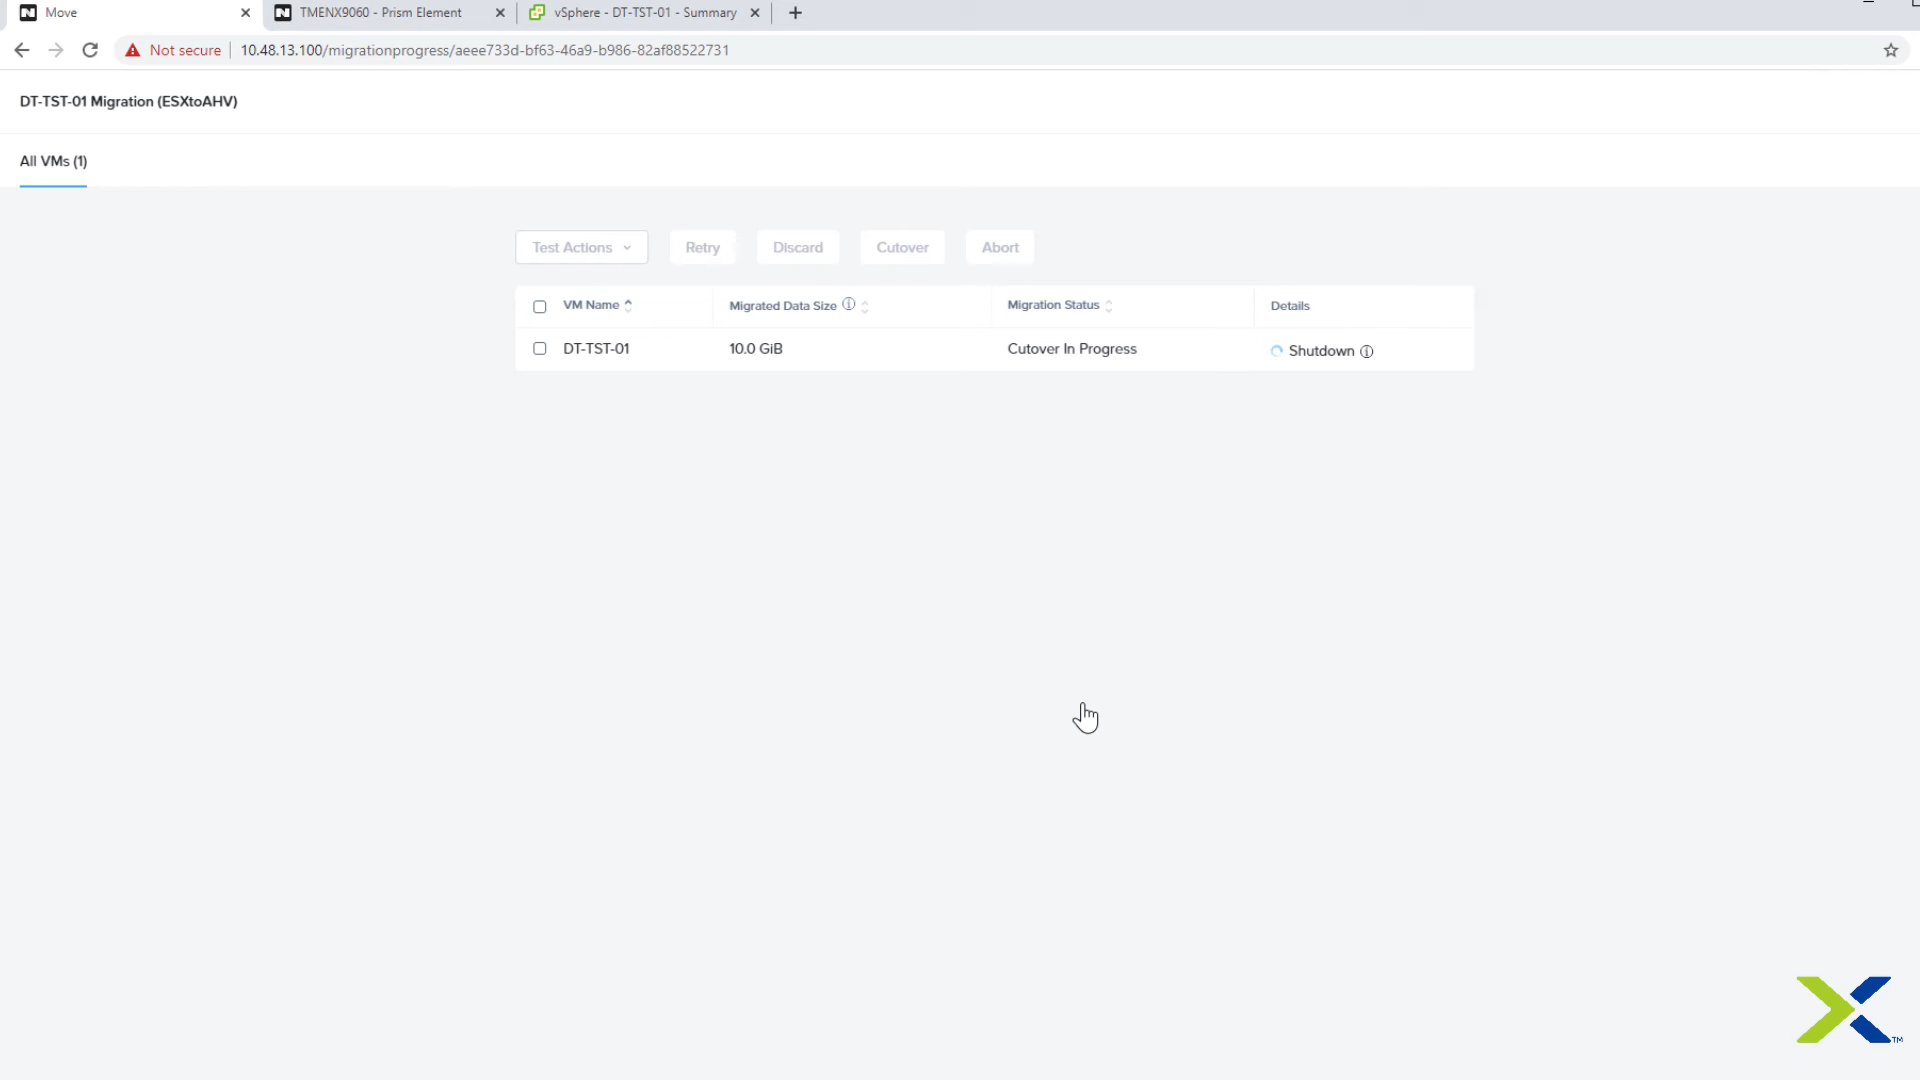 Move
TMENX9060 - Prism Element
vSphere - DT-TST-01 - Summary
Not secure
10.48.13.100/migrationprogress/aeee733d-bf63-46a9-b986-82af88522731
DT-TST-01 Migration (ESXtoAHV)
All VMs (1)
Test Actions
Retry
Discard
Cutover
Abort
VM Name
Migrated Data Size
Migration Status
Details
DT-TST-01
10.0 GiB
Cutover In Progress
Shutdown
TM